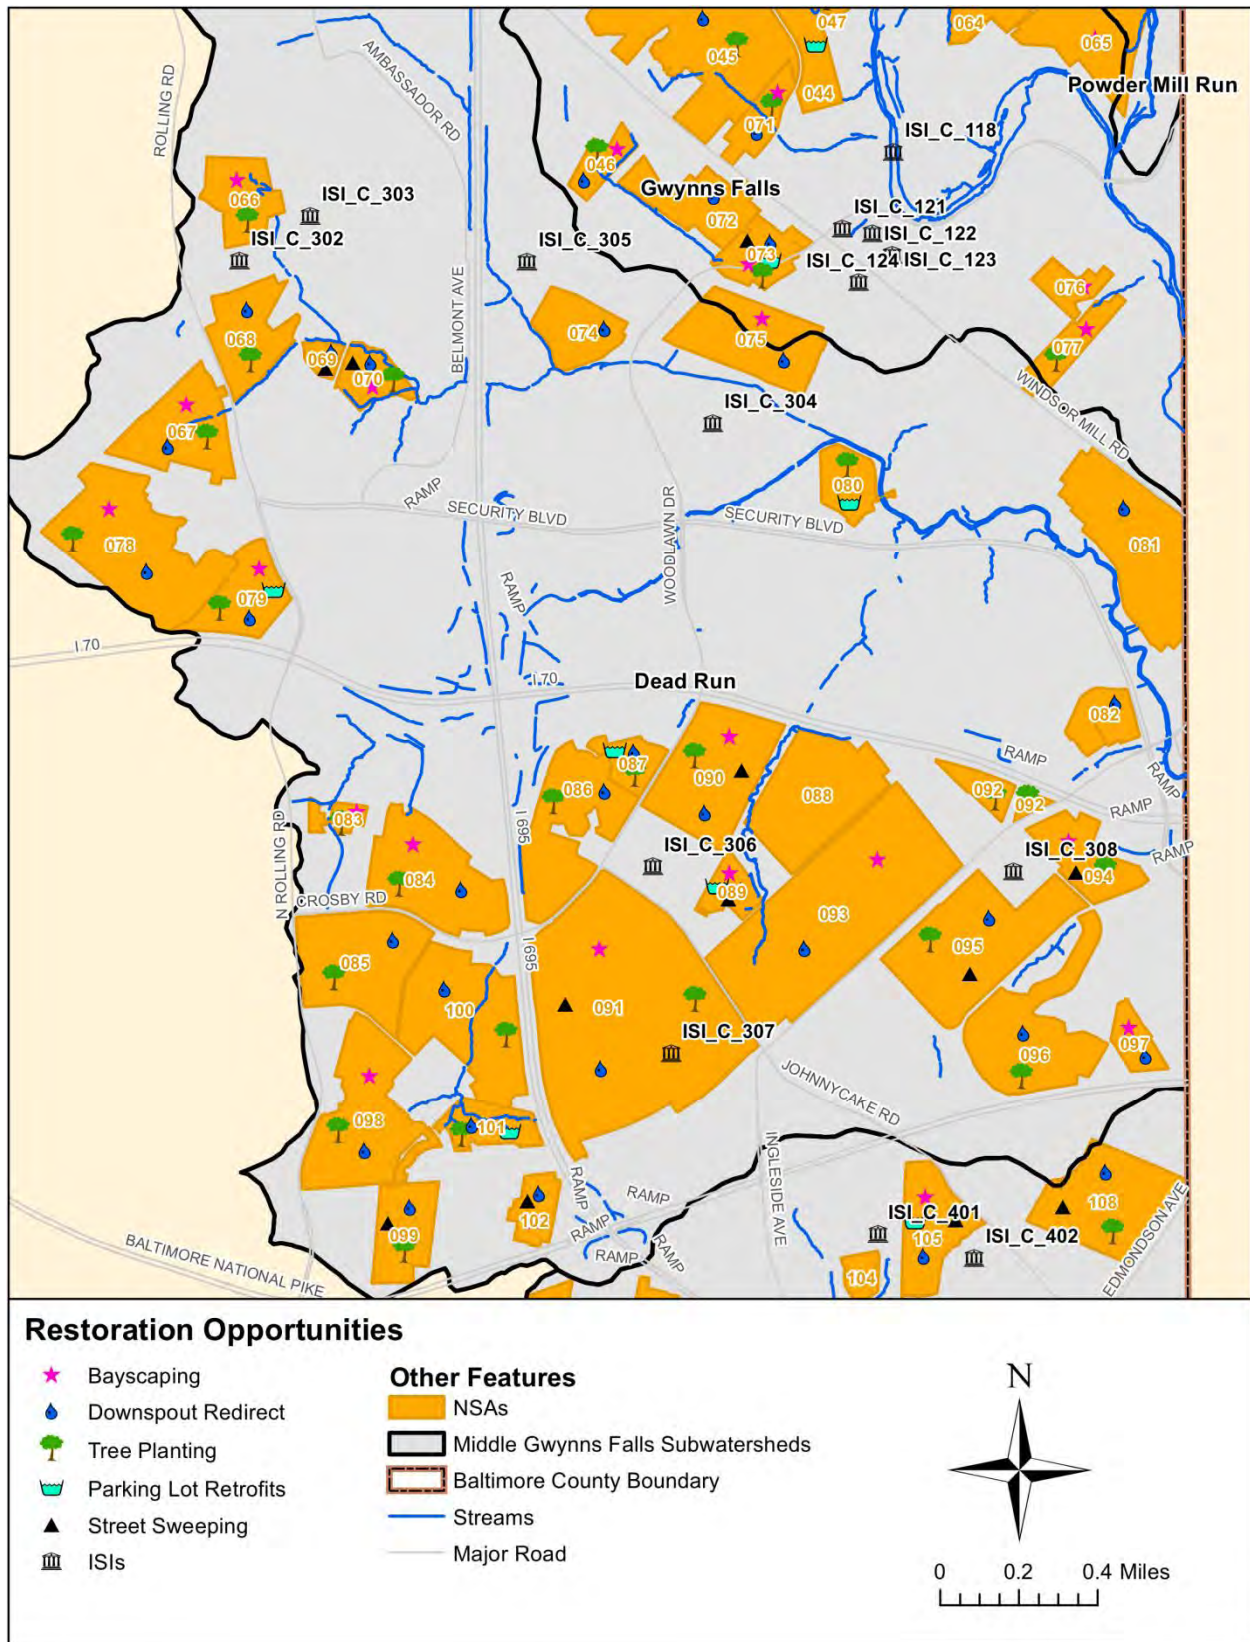 047
064
045
065
AMBASSADOR RD
ROLLING RD
044
Powder Mill Run
071
ISI_C_118
046
066
Gwynns Falls
ISI_C_303
072
ISI_C_121
ISI_C_302
ISI_C_305
ISI_C_122
073
ISI_C_124
ISI_C_123
076
BELMONT AVE
074
075
068
069
070
077
ISI_C_304
WINDSOR MILL RD
067
RAMP
080
SECURITY BLVD
SECURITY BLVD
WOODLAWN DR
078
081
RAMP
079
I 70
I 70
Dead Run
082
RAMP
RAMP
087
090
086
088
092
092
RAMP
083
I 695
N ROLLING RD
ISI_C_306
ISI_C_308
RAMP
084
089
094
CROSBY RD
093
I 695
095
085
100
091
ISI_C_307
096
097
JOHNNYCAKE RD
098
101
INGLESIDE AVE
RAMP
RAMP
102
108
EDMONDSON AVE
ISI_C_401
RAMP
099
105
ISI_C_402
RAMP
RAMP
BALTIMORE NATIONAL PIKE
104
Restoration Opportunities
Bayscaping
Downspout Redirect
Tree Planting
Parking Lot Retrofits
Street Sweeping
ISIs
Other Features
NSAs
Middle Gwynns Falls Subwatersheds
Baltimore County Boundary
Streams
Major Road
N
0 0.2 0.4 Miles